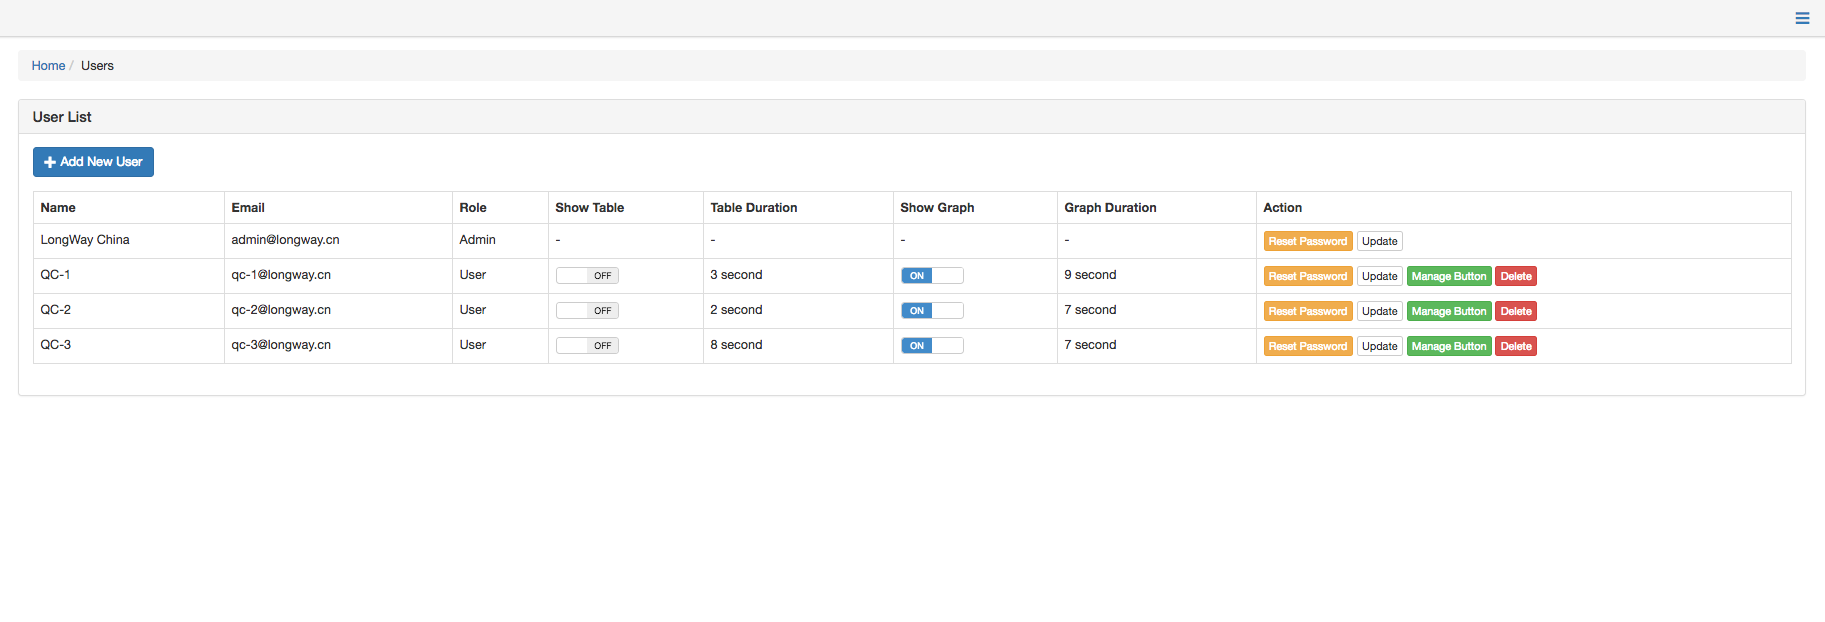 Home / Users
User List
Add New User
Name Email Role Show Table Table Duration Show Graph Graph Duration Action
LongWay China admin@longway.cn Admin - - - - Reset Password Update
QC-1 qc-1@longway.cn User OFF 3 second ON 9 second Reset Password Update Manage Button Delete
QC-2 qc-2@longway.cn User OFF 2 second ON 7 second Reset Password Update Manage Button Delete
QC-3 qc-3@longway.cn User OFF 8 second ON 7 second Reset Password Update Manage Button Delete